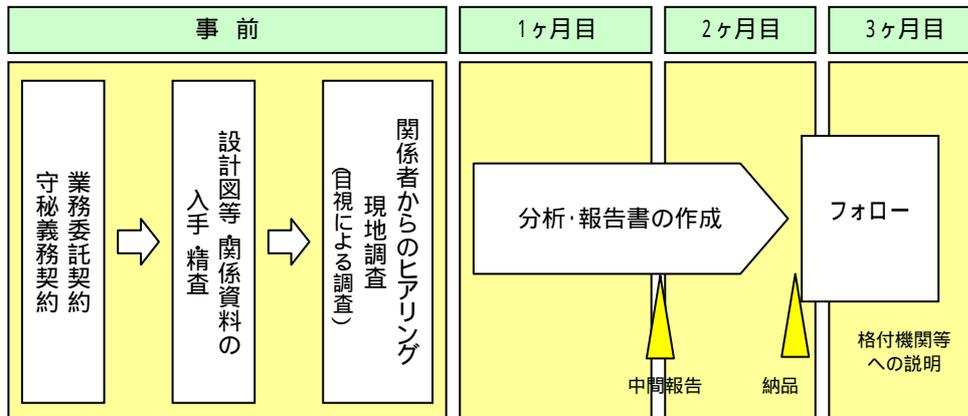 事 前
1ヶ月目
2ヶ月目
3ヶ月目
業務委託契約
守秘義務契約
設計図等・関係資料の
入手・精査
関係者からのヒアリング
現地調査
(目視による調査)
分析・報告書の作成
フォロー
中間報告
納品
格付機関等
への説明